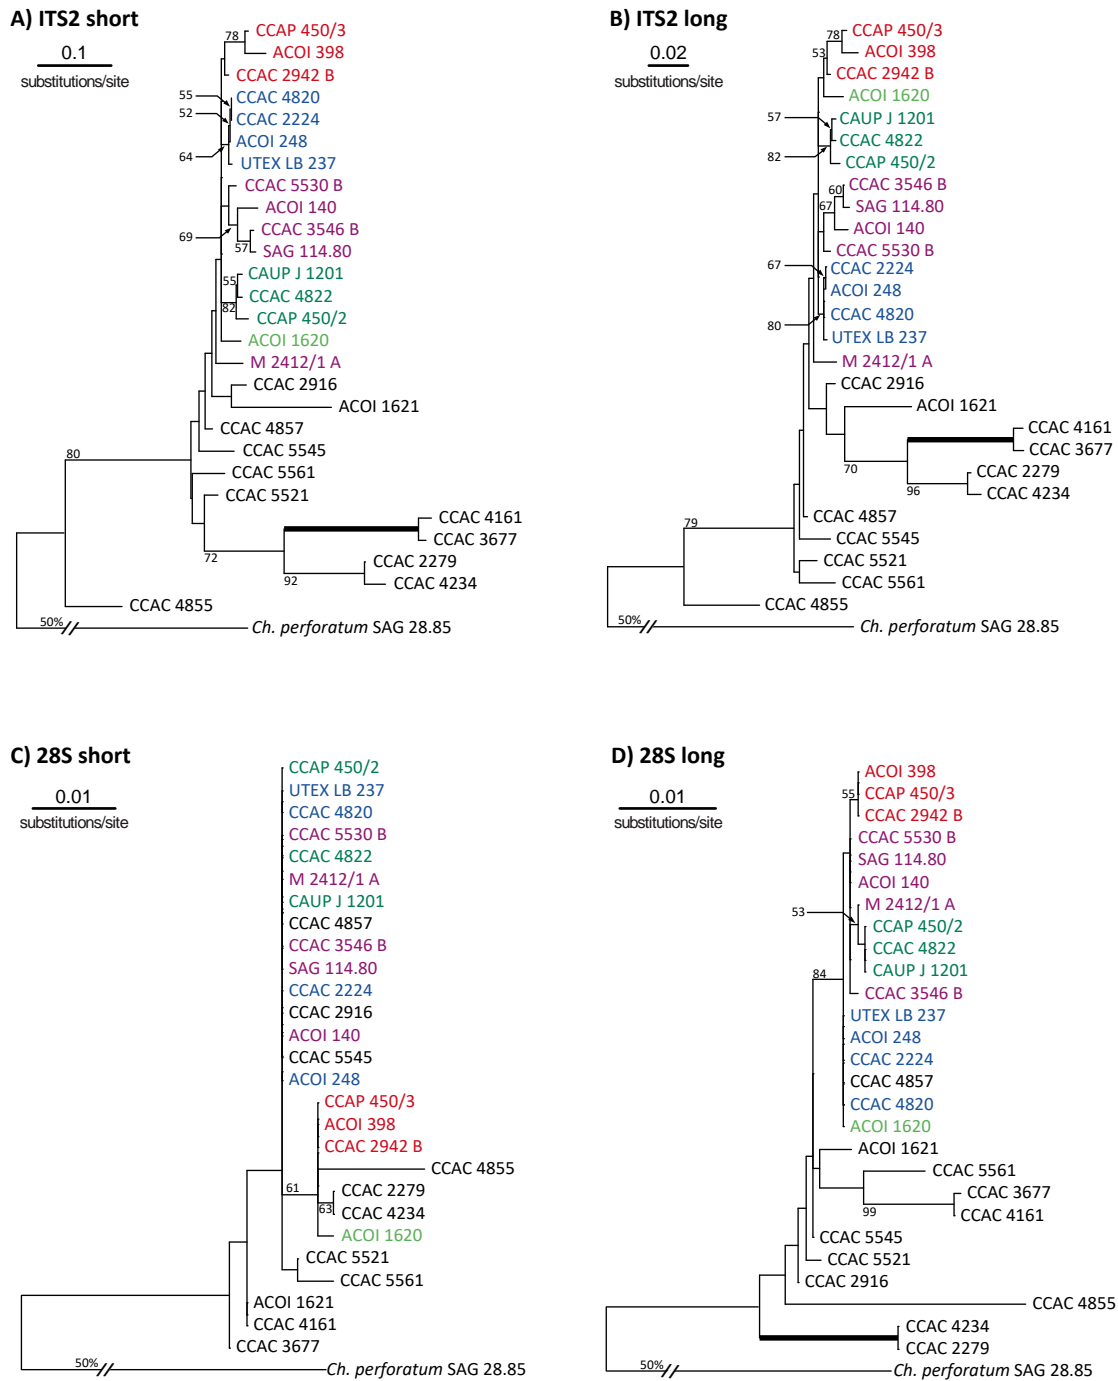 A) ITS2 short
0.1
substitutions/site
78
CCAP 450/3
ACOI 398
CCAC 2942 B
55
CCAC 4820
52
CCAC 2224
ACOI 248
64
UTEX LB 237
CCAC 5530 B
ACOI 140
69
CCAC 3546 B
57
SAG 114.80
CAUP J 1201
55
CCAC 4822
82
CCAP 450/2
ACOI 1620
M 2412/1 A
CCAC 2916
ACOI 1621
CCAC 4857
80
CCAC 5545
CCAC 5561
CCAC 5521
CCAC 4161
CCAC 3677
72
CCAC 2279
92
CCAC 4234
CCAC 4855
50%
Ch. perforatum SAG 28.85
B) ITS2 long
0.02
substitutions/site
78
CCAP 450/3
53
ACOI 398
CCAC 2942 B
ACOI 1620
57
CAUP J 1201
CCAC 4822
82
CCAP 450/2
60
CCAC 3546 B
67
SAG 114.80
ACOI 140
CCAC 5530 B
67
CCAC 2224
ACOI 248
CCAC 4820
80
UTEX LB 237
M 2412/1 A
CCAC 2916
ACOI 1621
CCAC 4161
CCAC 3677
70
CCAC 2279
96
CCAC 4234
CCAC 4857
79
CCAC 5545
CCAC 5521
CCAC 5561
CCAC 4855
50%
Ch. perforatum SAG 28.85
C) 28S short
0.01
substitutions/site
CCAP 450/2
UTEX LB 237
CCAC 4820
CCAC 5530 B
CCAC 4822
M 2412/1 A
CAUP J 1201
CCAC 4857
CCAC 3546 B
SAG 114.80
CCAC 2224
CCAC 2916
ACOI 140
CCAC 5545
ACOI 248
CCAP 450/3
ACOI 398
CCAC 2942 B
CCAC 4855
61
CCAC 2279
63
CCAC 4234
ACOI 1620
CCAC 5521
CCAC 5561
ACOI 1621
CCAC 4161
CCAC 3677
50%
Ch. perforatum SAG 28.85
D) 28S long
0.01
substitutions/site
ACOI 398
55
CCAP 450/3
CCAC 2942 B
CCAC 5530 B
SAG 114.80
ACOI 140
M 2412/1 A
53
CCAP 450/2
CCAC 4822
CAUP J 1201
84
CCAC 3546 B
UTEX LB 237
ACOI 248
CCAC 2224
CCAC 4857
CCAC 4820
ACOI 1620
ACOI 1621
CCAC 5561
CCAC 3677
99
CCAC 4161
CCAC 5545
CCAC 5521
CCAC 2916
CCAC 4855
CCAC 4234
CCAC 2279
50%
Ch. perforatum SAG 28.85